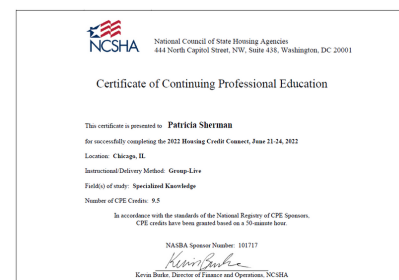 NCSHA
National Council of State Housing Agencies
444 North Capitol Street, NW, Suite 438, Washington, DC 20001
Certificate of Continuing Professional Education
This certificate is presented to Patricia Sherman
for successfully completing the 2022 Housing Credit Connect, June 21-24, 2022
Location: Chicago, IL
Instructional/Delivery Method: Group-Live
Field(s) of study: Specialized Knowledge
Number of CPE Credits: 9.5
In accordance with the standards of the National Registry of CPE Sponsors,
CPE credits have been granted based on a 50-minute hour.
NASBA Sponsor Number: 101717
Kevin Burke
Kevin Burke, Director of Finance and Operations, NCSHA